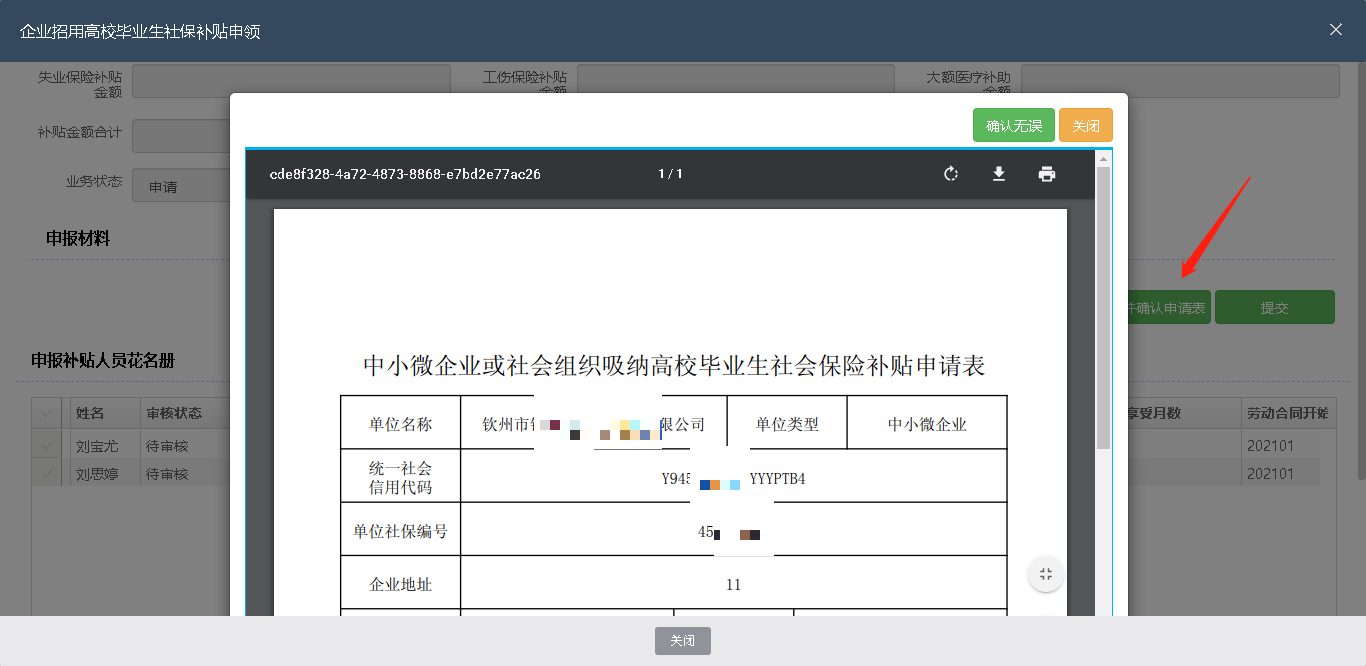 企业招用高校毕业生社保补贴申领
失业保险补贴金额
工伤保险补贴金额
大额医疗补助金额
补贴金额合计
业务状态
申请
申报材料
确认无误
关闭
cde8f328-4a72-4873-8868-e7bd2e77ac26
1 / 1
中小微企业或社会组织吸纳高校毕业生社会保险补贴申请表
单位名称
钦州市
限公司
单位类型
中小微企业
统一社会
信用代码
Y945
YYYPTB4
单位社保编号
45
企业地址
11
确认申请表
提交
申报补贴人员花名册
姓名
审核状态
享受月数
劳动合同开始
刘宝尤
待审核
202101
刘思婷
待审核
202101
关闭